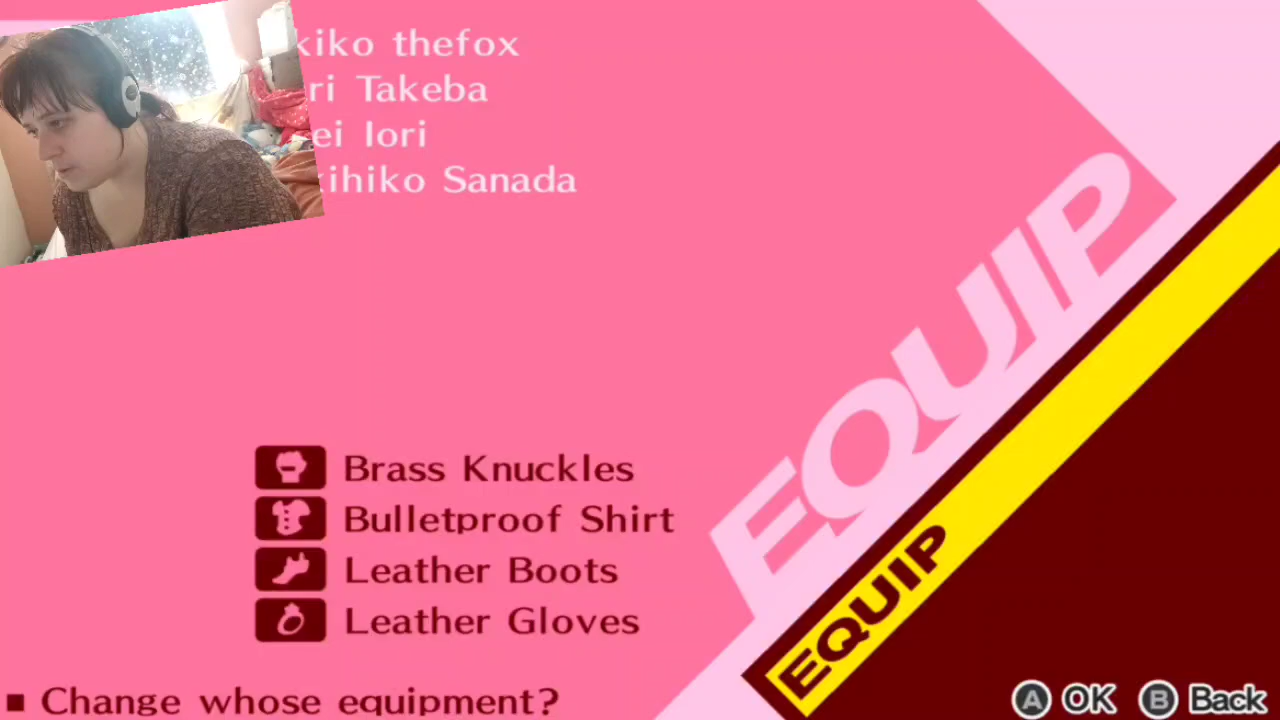 kiko thefox
ri Takeba
ei Iori
kihiko Sanada
EQUIP
Brass Knuckles
Bulletproof Shirt
Leather Boots
Leather Gloves
EQUIP
Change whose equipment?
A OK B Back